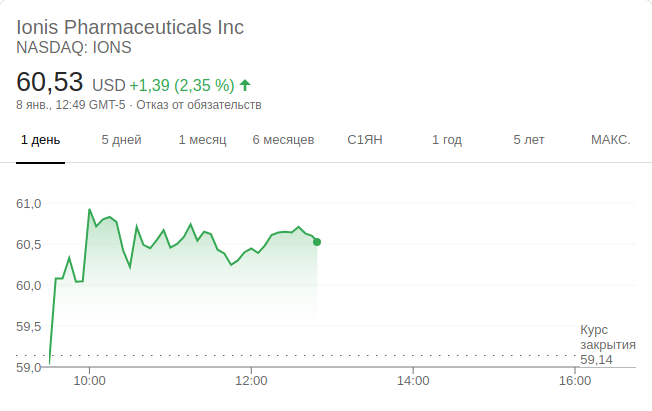 Ionis Pharmaceuticals Inc
NASDAQ: IONS
60,53 USD +1,39 (2,35 %)
8 янв., 12:49 GMT-5 · Отказ от обязательств
1 день 5 дней 1 месяц 6 месяцев С1ЯН 1 год 5 лет МАКС.
61,0
60,5
60,0
59,5
59,0
Курс
закрытия
59,14
10:00 12:00 14:00 16:00